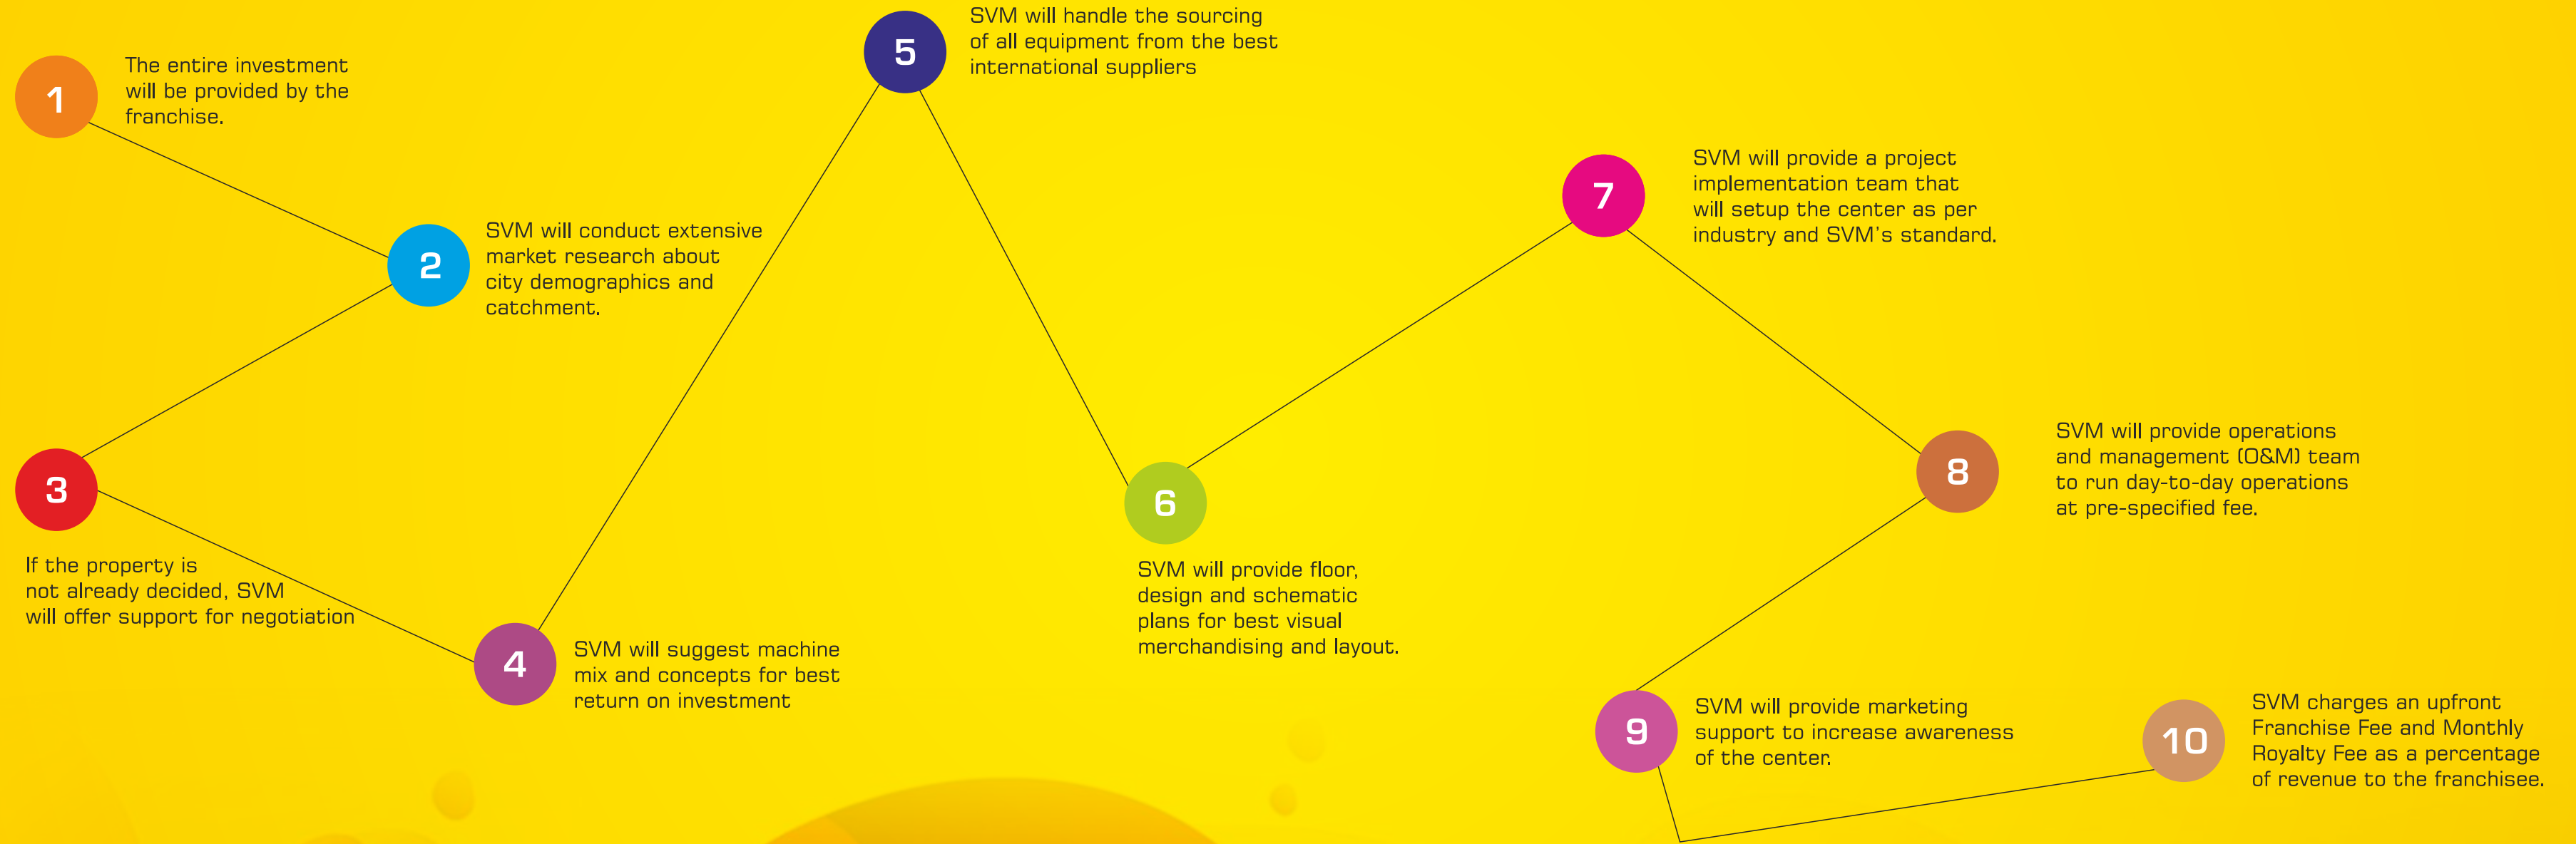 1
The entire investment
will be provided by the
franchise.
2
SVM will conduct extensive
market research about
city demographics and
catchment.
3
If the property is
not already decided, SVM
will offer support for negotiation
4
SVM will suggest machine
mix and concepts for best
return on investment
5
SVM will handle the sourcing
of all equipment from the best
international suppliers
6
SVM will provide floor,
design and schematic
plans for best visual
merchandising and layout.
7
SVM will provide a project
implementation team that
will setup the center as per
industry and SVM's standard.
8
SVM will provide operations
and management (O&M) team
to run day-to-day operations
at pre-specified fee.
9
SVM will provide marketing
support to increase awareness
of the center.
10
SVM charges an upfront
Franchise Fee and Monthly
Royalty Fee as a percentage
of revenue to the franchisee.